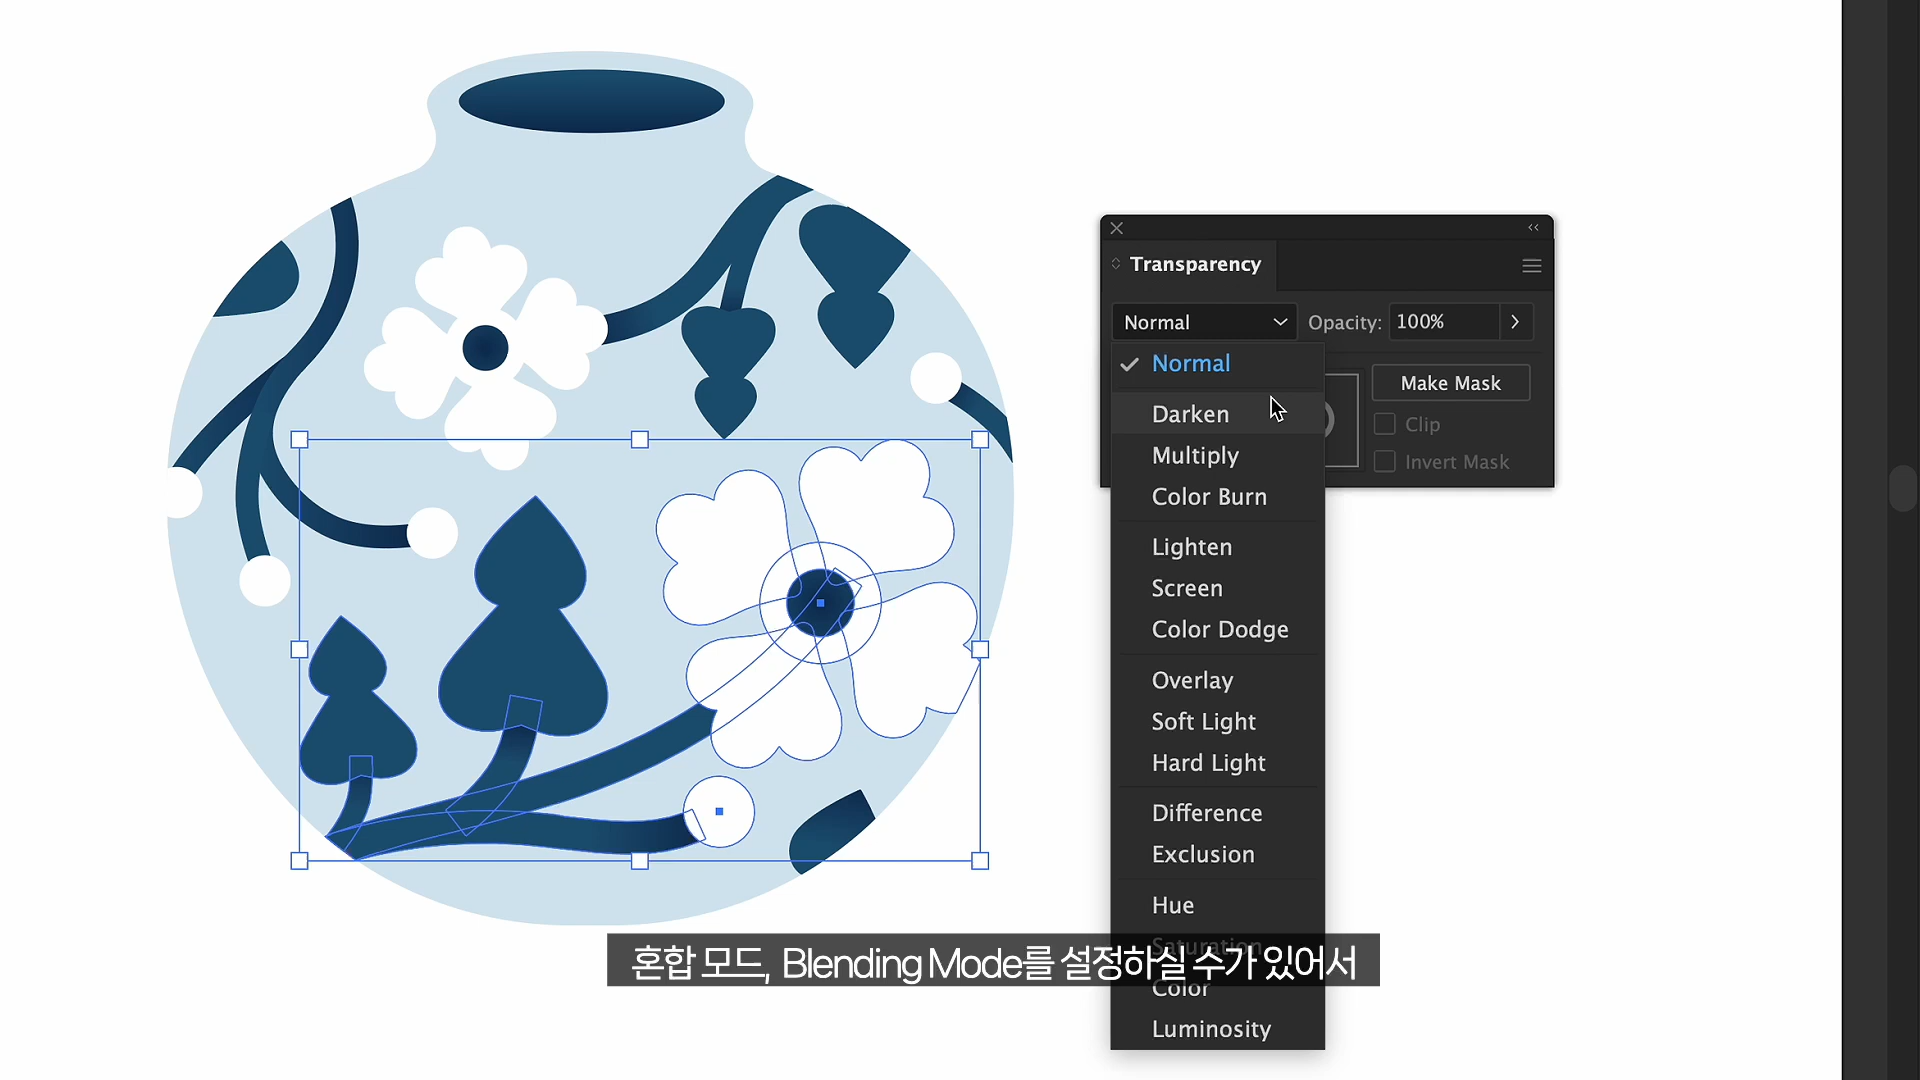 Transparency
Normal
Opacity: 100%
Normal
Darken
Multiply
Color Burn
Lighten
Screen
Color Dodge
Overlay
Soft Light
Hard Light
Difference
Exclusion
Hue
Saturation
Color
Luminosity
Make Mask
Clip
Invert Mask
혼합 모드, Blending Mode를 설정하실 수가 있어서